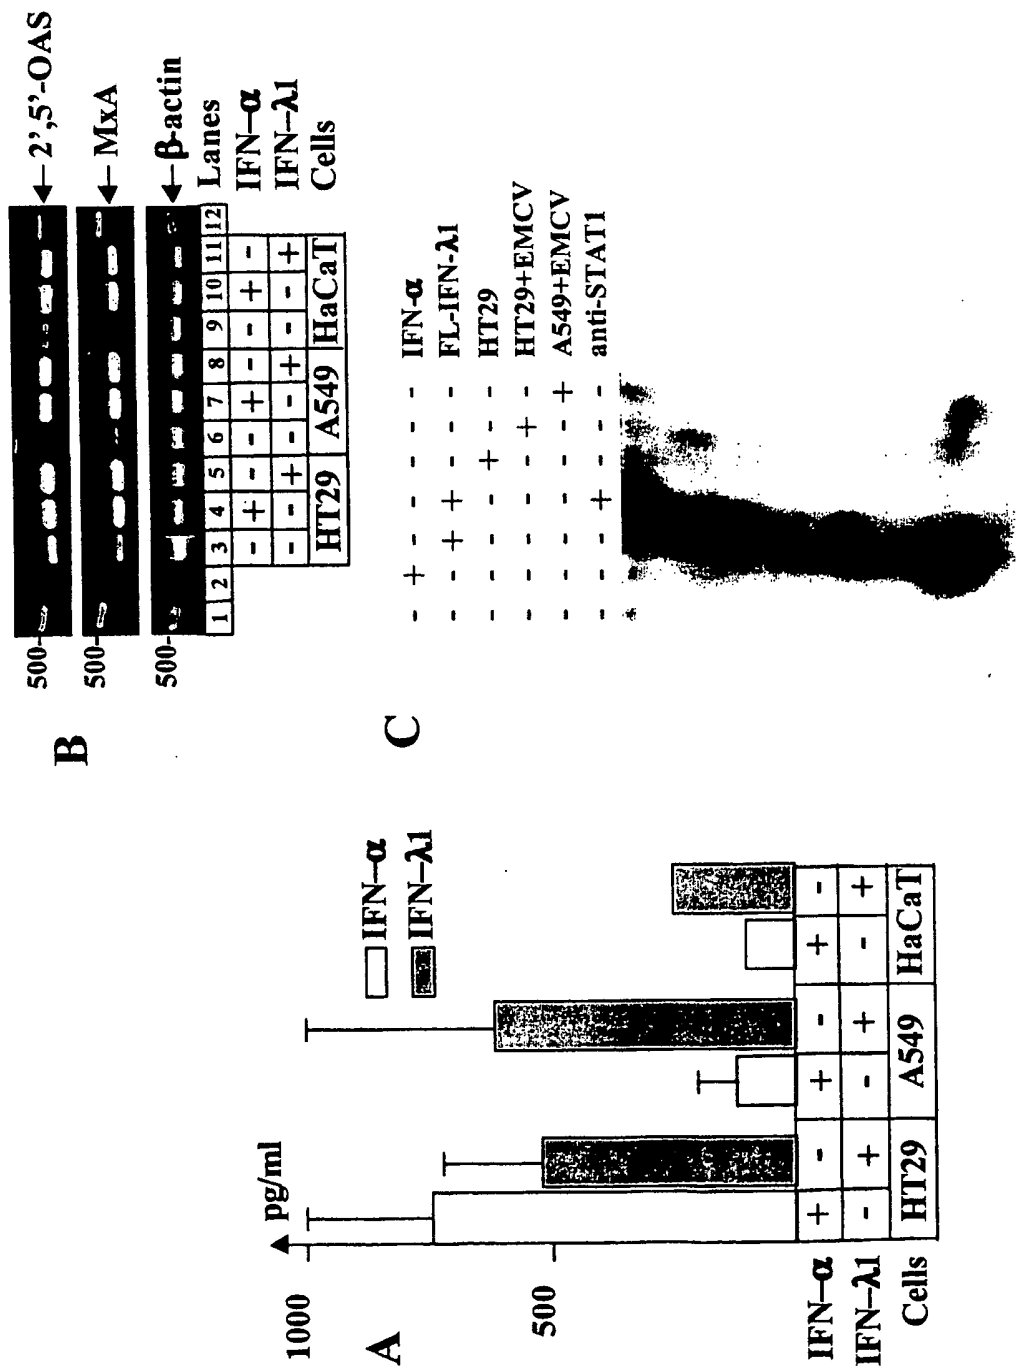 A
pg/ml
1000
500
IFN–α
IFN–λ1
IFN–α + - + - + -
IFN–λ1 - + - + - +
Cells HT29 A549 HaCaT
B
500- 2',5'-OAS
500- MxA
500- β-actin
1 2 3 4 5 6 7 8 9 10 11 12 Lanes
- + - - + - - + - IFN–α
- - + - - + - - + IFN–λ1
HT29 A549 HaCaT Cells
C
- + - - - - - IFN-α
- - + + - - - FL-IFN-λ1
- - - - + - - HT29
- - - - - + - HT29+EMCV
- - - - - - + A549+EMCV
- - - + - - - anti-STAT1